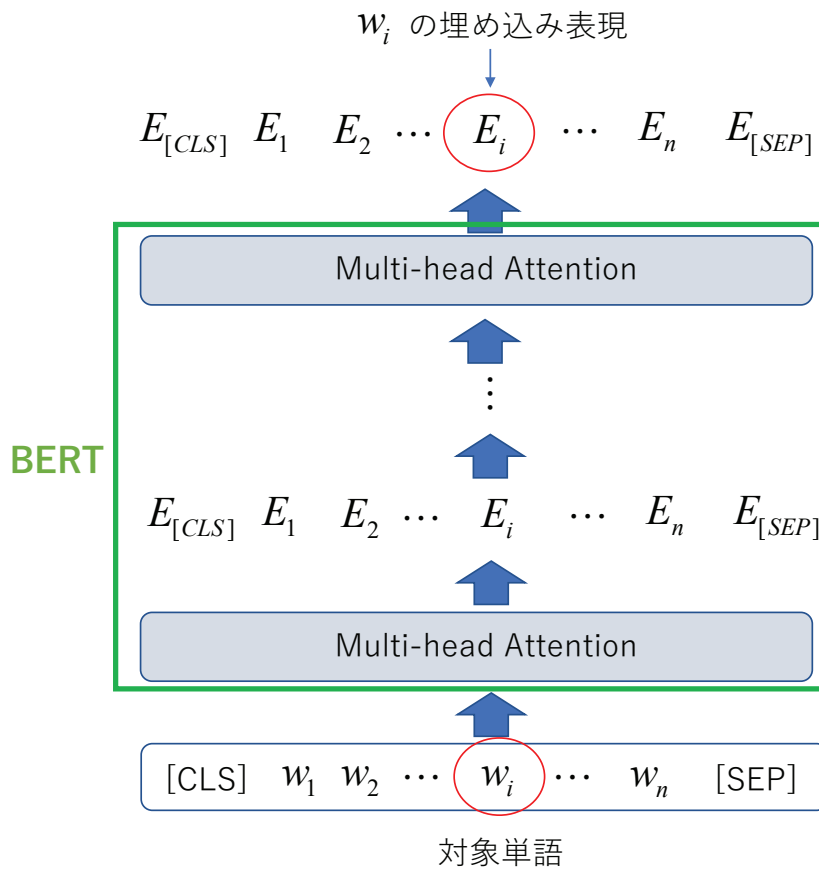 w_i の埋め込み表現
E_[CLS] E_1 E_2 … E_i … E_n E_[SEP]
Multi-head Attention
⋮
BERT
E_[CLS] E_1 E_2 … E_i … E_n E_[SEP]
Multi-head Attention
[CLS] w_1 w_2 … w_i … w_n [SEP]
対象単語